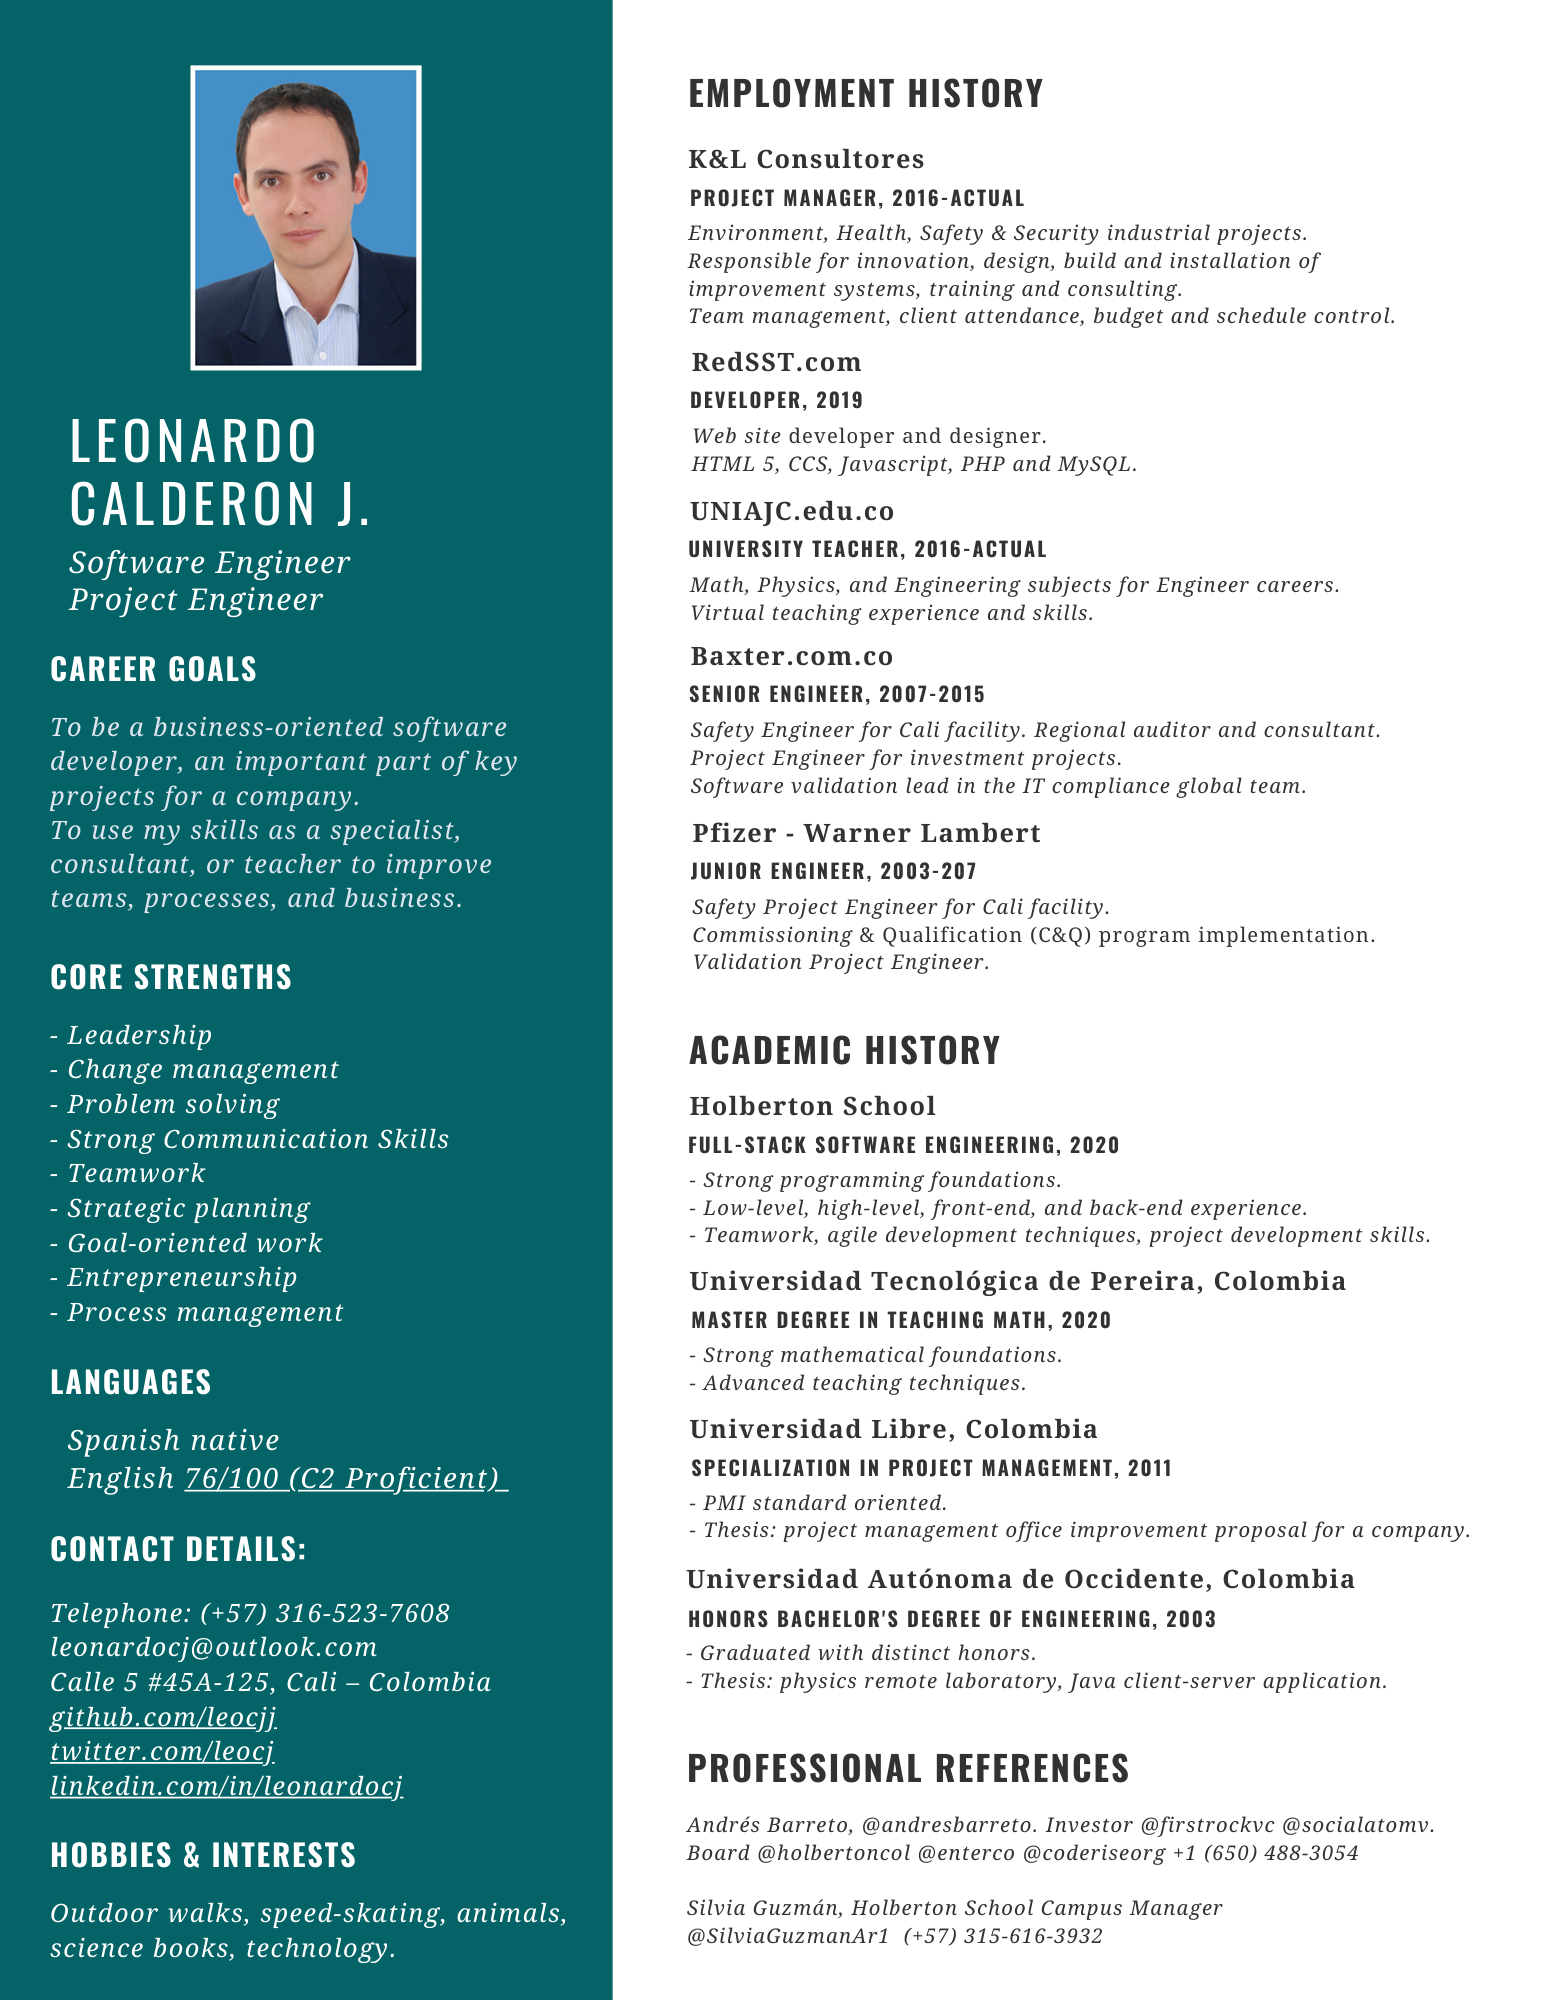 LEONARDO
CALDERON J.
Software Engineer
Project Engineer
CAREER GOALS
To be a business-oriented software
developer, an important part of key
projects for a company.
To use my skills as a specialist,
consultant, or teacher to improve
teams, processes, and business.
CORE STRENGTHS
- Leadership
- Change management
- Problem solving
- Strong Communication Skills
- Teamwork
- Strategic planning
- Goal-oriented work
- Entrepreneurship
- Process management
LANGUAGES
Spanish native
English 76/100 (C2 Proficient)
CONTACT DETAILS:
Telephone: (+57) 316-523-7608
leonardocj@outlook.com
Calle 5 #45A-125, Cali – Colombia
github.com/leocjj
twitter.com/leocj
linkedin.com/in/leonardocj
HOBBIES & INTERESTS
Outdoor walks, speed-skating, animals,
science books, technology.
EMPLOYMENT HISTORY
K&L Consultores
PROJECT MANAGER, 2016-ACTUAL
Environment, Health, Safety & Security industrial projects.
Responsible for innovation, design, build and installation of
improvement systems, training and consulting.
Team management, client attendance, budget and schedule control.
RedSST.com
DEVELOPER, 2019
Web site developer and designer.
HTML 5, CCS, Javascript, PHP and MySQL.
UNIAJC.edu.co
UNIVERSITY TEACHER, 2016-ACTUAL
Math, Physics, and Engineering subjects for Engineer careers.
Virtual teaching experience and skills.
Baxter.com.co
SENIOR ENGINEER, 2007-2015
Safety Engineer for Cali facility. Regional auditor and consultant.
Project Engineer for investment projects.
Software validation lead in the IT compliance global team.
Pfizer - Warner Lambert
JUNIOR ENGINEER, 2003-207
Safety Project Engineer for Cali facility.
Commissioning & Qualification (C&Q) program implementation.
Validation Project Engineer.
ACADEMIC HISTORY
Holberton School
FULL-STACK SOFTWARE ENGINEERING, 2020
- Strong programming foundations.
- Low-level, high-level, front-end, and back-end experience.
- Teamwork, agile development techniques, project development skills.
Universidad Tecnológica de Pereira, Colombia
MASTER DEGREE IN TEACHING MATH, 2020
- Strong mathematical foundations.
- Advanced teaching techniques.
Universidad Libre, Colombia
SPECIALIZATION IN PROJECT MANAGEMENT, 2011
- PMI standard oriented.
- Thesis: project management office improvement proposal for a company.
Universidad Autónoma de Occidente, Colombia
HONORS BACHELOR'S DEGREE OF ENGINEERING, 2003
- Graduated with distinct honors.
- Thesis: physics remote laboratory, Java client-server application.
PROFESSIONAL REFERENCES
Andrés Barreto, @andresbarreto. Investor @firstrockvc @socialatomv.
Board @holbertoncol @enterco @coderiseorg +1 (650) 488-3054
Silvia Guzmán, Holberton School Campus Manager
@SilviaGuzmanAr1 (+57) 315-616-3932